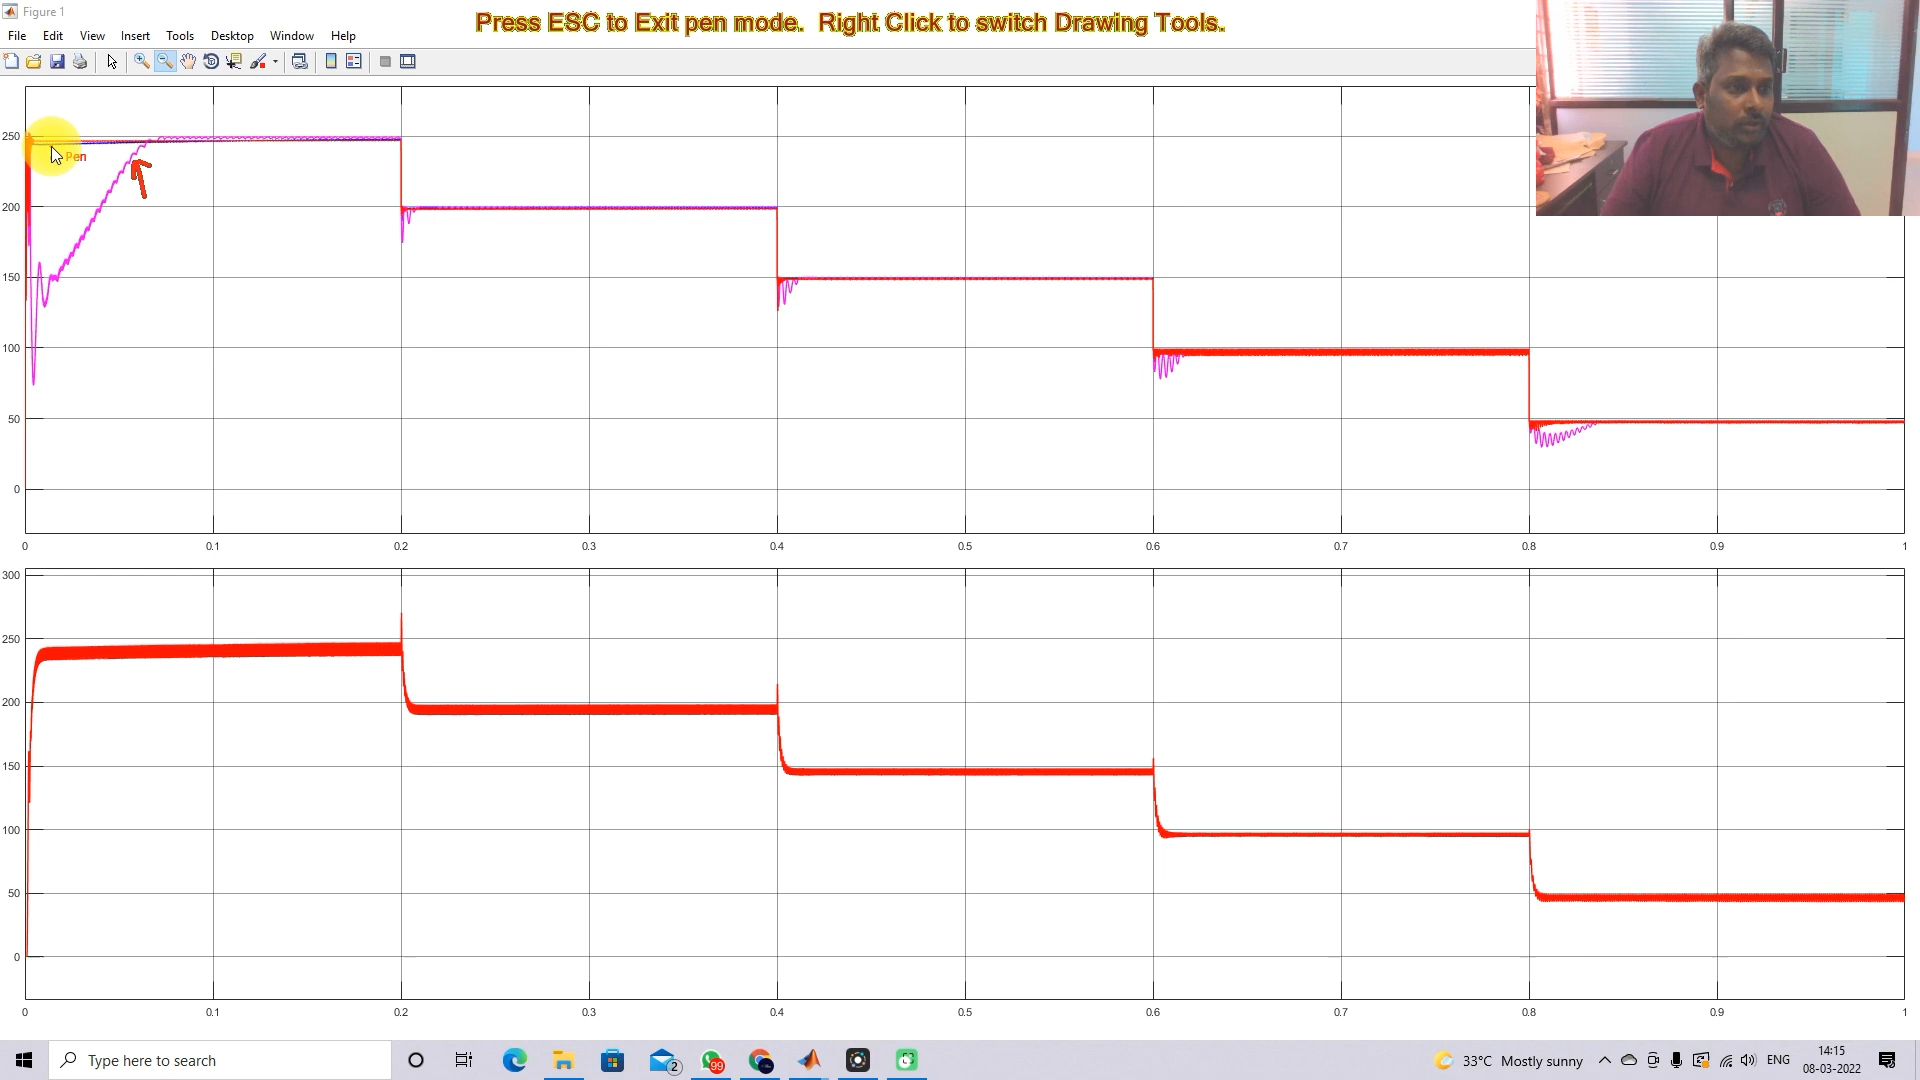 Figure 1
Press ESC to Exit pen mode.  Right Click to switch Drawing Tools.
File Edit View Insert Tools Desktop Window Help
250
200
150
100
50
0
Pen
0 0.1 0.2 0.3 0.4 0.5 0.6 0.7 0.8 0.9 1
300
250
200
150
100
50
0
0 0.1 0.2 0.3 0.4 0.5 0.6 0.7 0.8 0.9 1
Type here to search
2
99
33°C Mostly sunny
ENG
14:15
08-03-2022